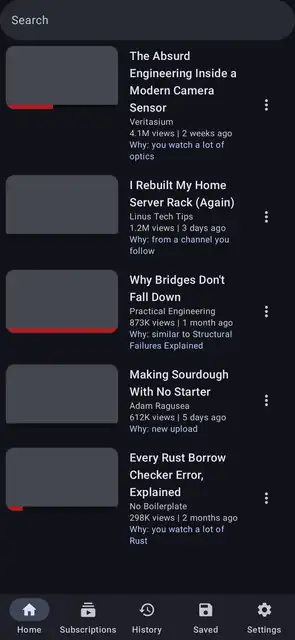 Search
The Absurd
Engineering Inside a
Modern Camera
Sensor
Veritasium
4.1M views | 2 weeks ago
Why: you watch a lot of
optics
I Rebuilt My Home
Server Rack (Again)
Linus Tech Tips
1.2M views | 3 days ago
Why: from a channel you
follow
Why Bridges Don't
Fall Down
Practical Engineering
873K views | 1 month ago
Why: similar to Structural
Failures Explained
Making Sourdough
With No Starter
Adam Ragusea
612K views | 5 days ago
Why: new upload
Every Rust Borrow
Checker Error,
Explained
No Boilerplate
298K views | 2 months ago
Why: you watch a lot of
Rust
Home Subscriptions History Saved Settings